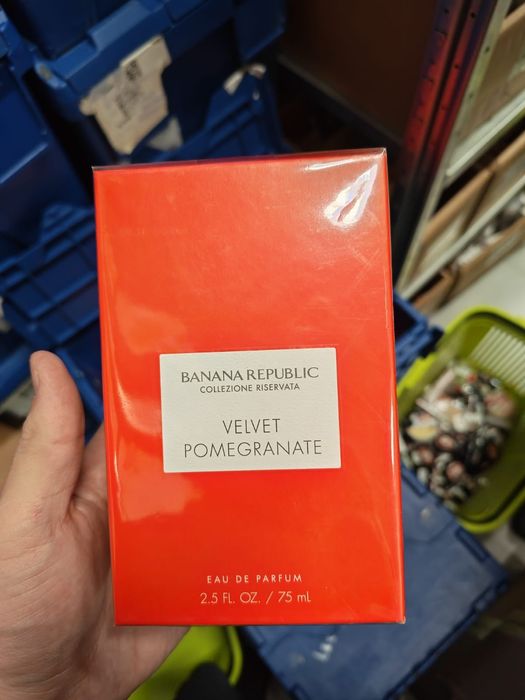 BANANA REPUBLIC
COLLEZIONE RISERVATA
VELVET
POMEGRANATE
EAU DE PARFUM
2.5 FL. OZ. / 75 ml